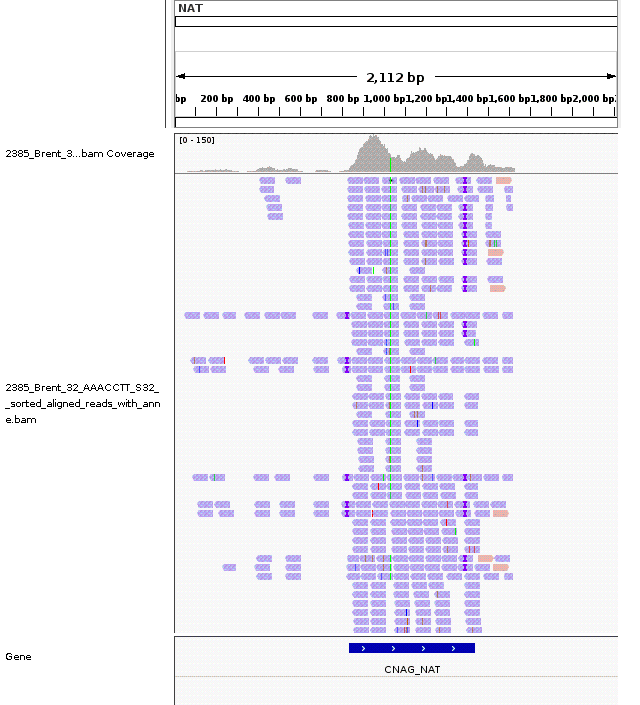 NAT
2,112 bp
bp 200 bp 400 bp 600 bp 800 bp 1,000 bp 1,200 bp 1,400 bp 1,600 bp 1,800 bp 2,000 bp
[0 - 150]
2385_Brent_3...bam Coverage
2385_Brent_32_AAACCTT_S32_
_sorted_aligned_reads_with_ann
e.bam
Gene
CNAG_NAT